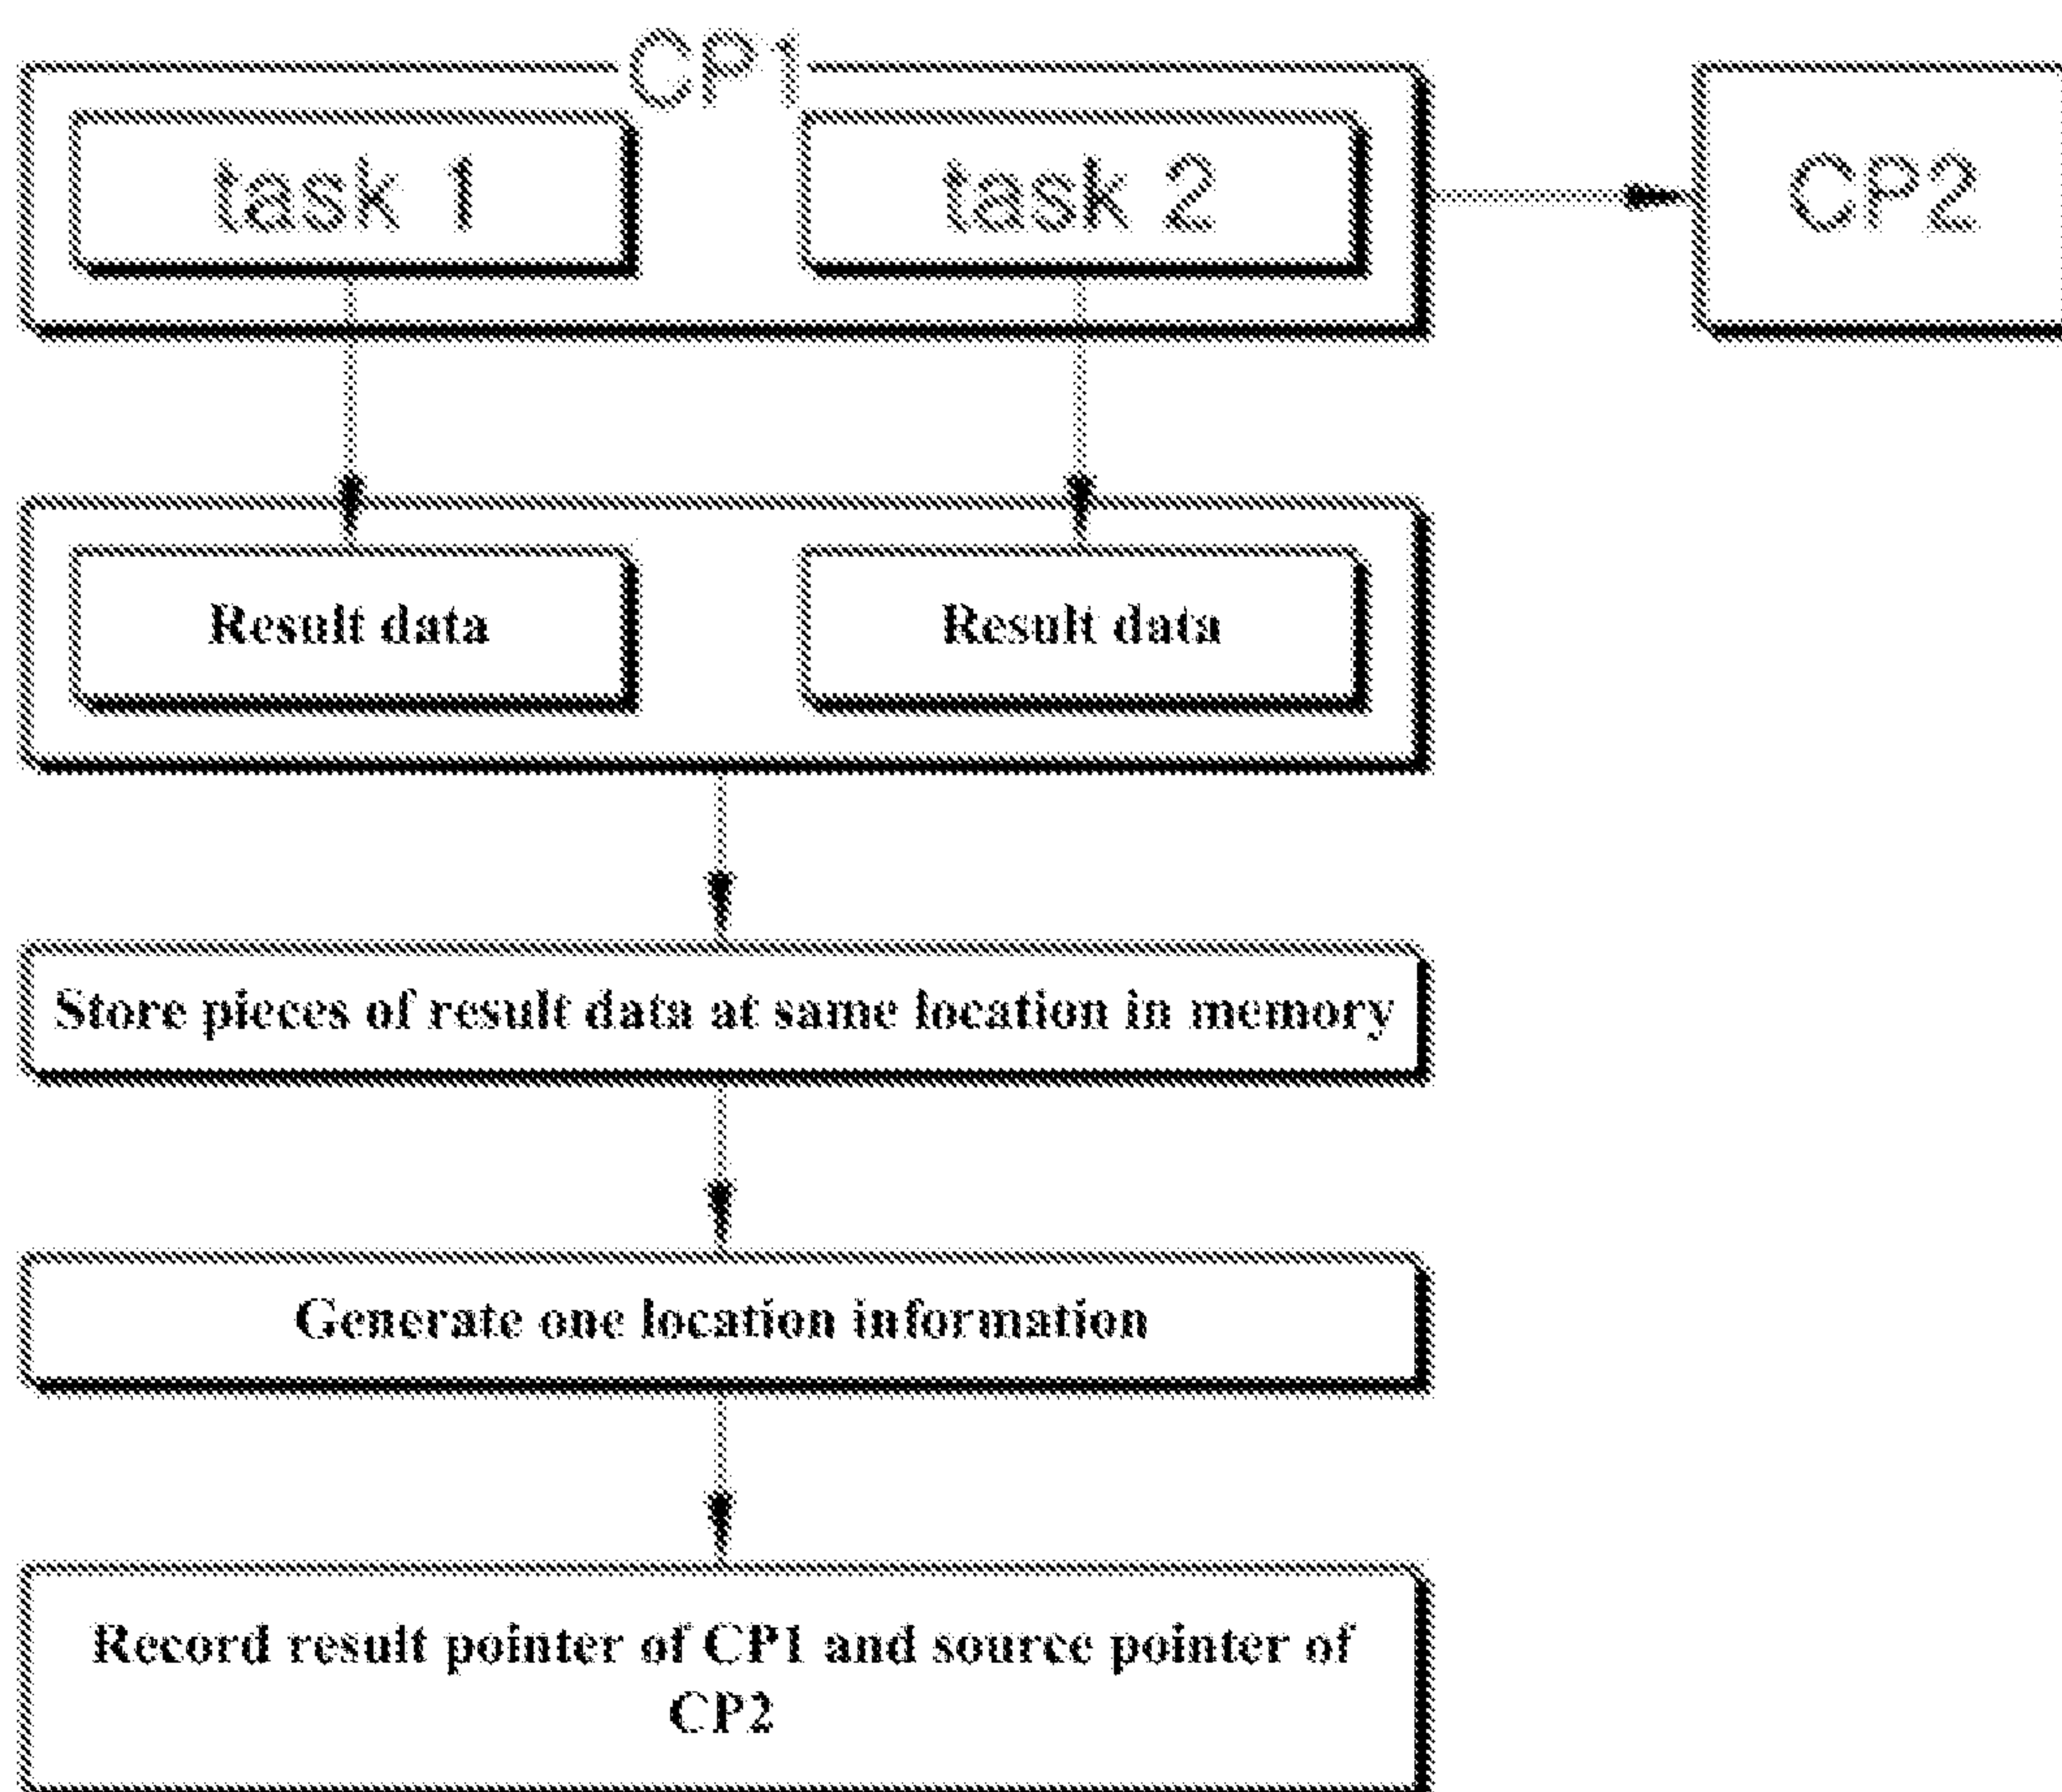 CP1
task 1
task 2
CP2
Result data
Result data
Store pieces of result data at same location in memory
Generate one location information
Record result pointer of CP1 and source pointer of
CP2